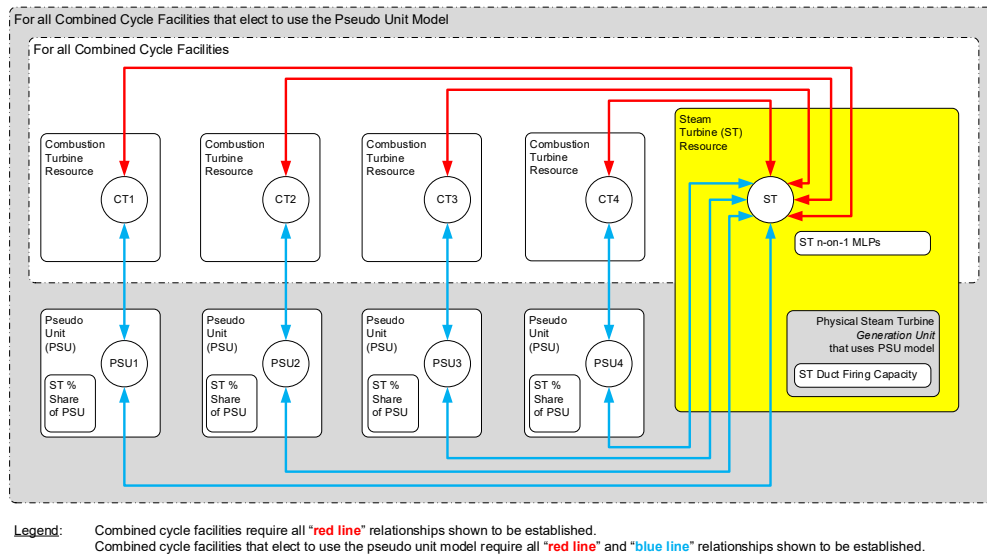 For all Combined Cycle Facilities that elect to use the Pseudo Unit Model
For all Combined Cycle Facilities
Combustion
Turbine
Resource
CT1
Combustion
Turbine
Resource
CT2
Combustion
Turbine
Resource
CT3
Combustion
Turbine
Resource
CT4
Steam
Turbine (ST)
Resource
ST
ST n-on-1 MLPs
Physical Steam Turbine
Generation Unit
that uses PSU model
ST Duct Firing Capacity
Pseudo
Unit
(PSU)
PSU1
ST %
Share
of PSU
Pseudo
Unit
(PSU)
PSU2
ST %
Share
of PSU
Pseudo
Unit
(PSU)
PSU3
ST %
Share
of PSU
Pseudo
Unit
(PSU)
PSU4
ST %
Share
of PSU
Legend: Combined cycle facilities require all “red line” relationships shown to be established.
Combined cycle facilities that elect to use the pseudo unit model require all “red line” and “blue line” relationships shown to be established.